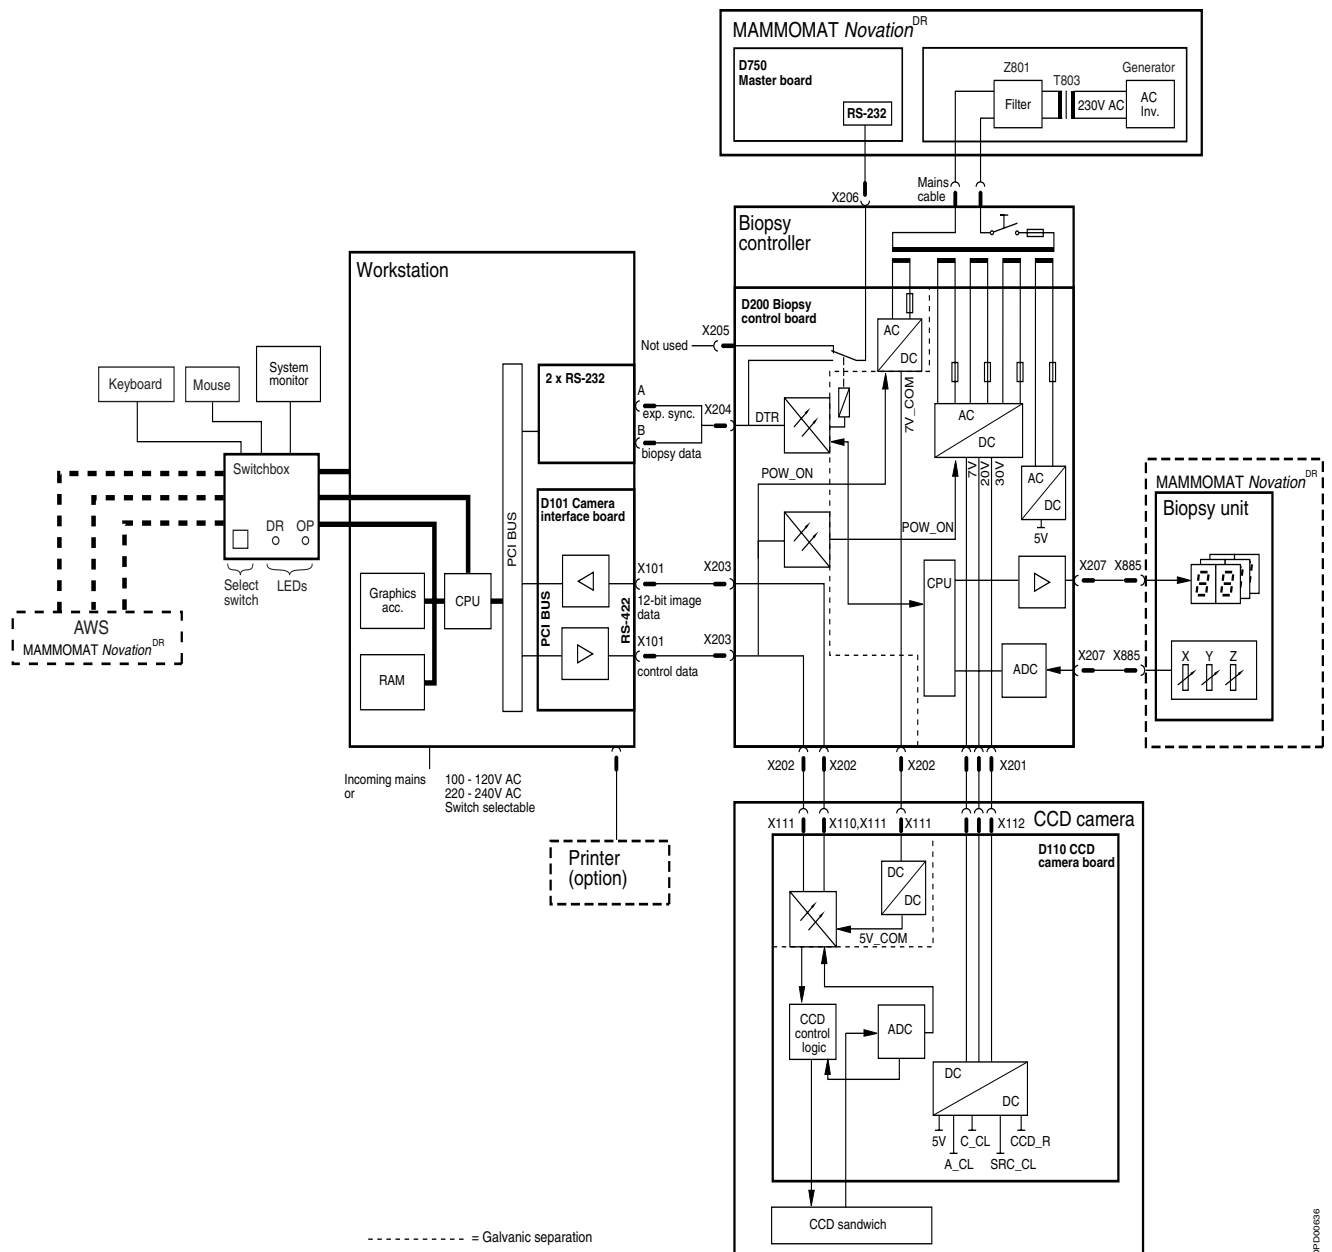 MAMMOMAT Novation DR
D750
Master board
RS-232
Z801
Filter
T803
230V AC
Generator
AC
Inv.
X206
Mains
cable
Biopsy
controller
D200 Biopsy
control board
AC
DC
7V_COM
AC
DC
7V
20V
30V
AC
DC
5V
Workstation
Not used
X205
2 x RS-232
A
exp. sync.
B
biopsy data
X204
DTR
POW_ON
POW_ON
Keyboard
Mouse
System
monitor
Switchbox
DR
OP
Select
switch
LEDs
AWS
MAMMOMAT Novation DR
Graphics
acc.
CPU
RAM
PCI BUS
D101 Camera
interface board
PCI BUS
RS-422
X101
12-bit image
data
X203
X101
control data
X203
CPU
ADC
X207
X885
X207
X885
MAMMOMAT Novation DR
Biopsy unit
88
X Y Z
Incoming mains
or
100 - 120V AC
220 - 240V AC
Switch selectable
Printer
(option)
X202
X202
X202
X201
X111
X110,X111
X111
X112
CCD camera
D110 CCD
camera board
DC
DC
5V_COM
CCD
control
logic
ADC
DC
DC
5V
C_CL
CCD_R
A_CL
SRC_CL
CCD sandwich
= Galvanic separation